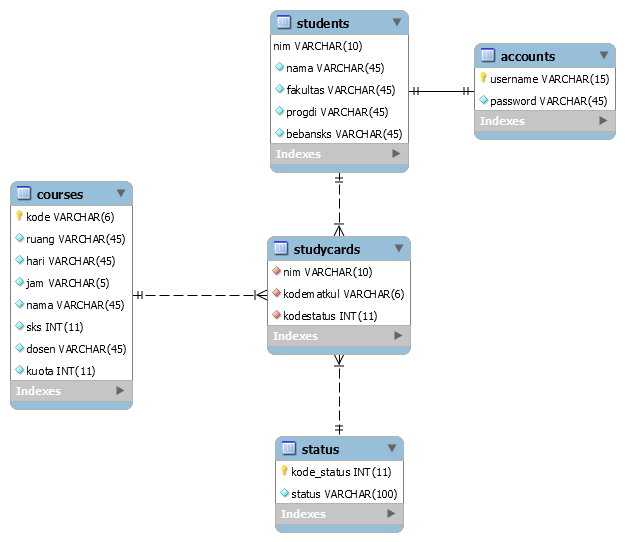 students
nim VARCHAR(10)
nama VARCHAR(45)
fakultas VARCHAR(45)
progdi VARCHAR(45)
bebansks VARCHAR(45)
Indexes
accounts
username VARCHAR(15)
password VARCHAR(45)
Indexes
courses
kode VARCHAR(6)
ruang VARCHAR(45)
hari VARCHAR(45)
jam VARCHAR(5)
nama VARCHAR(45)
sks INT(11)
dosen VARCHAR(45)
kuota INT(11)
Indexes
studycards
nim VARCHAR(10)
kodematkul VARCHAR(6)
kodestatus INT(11)
Indexes
status
kode_status INT(11)
status VARCHAR(100)
Indexes